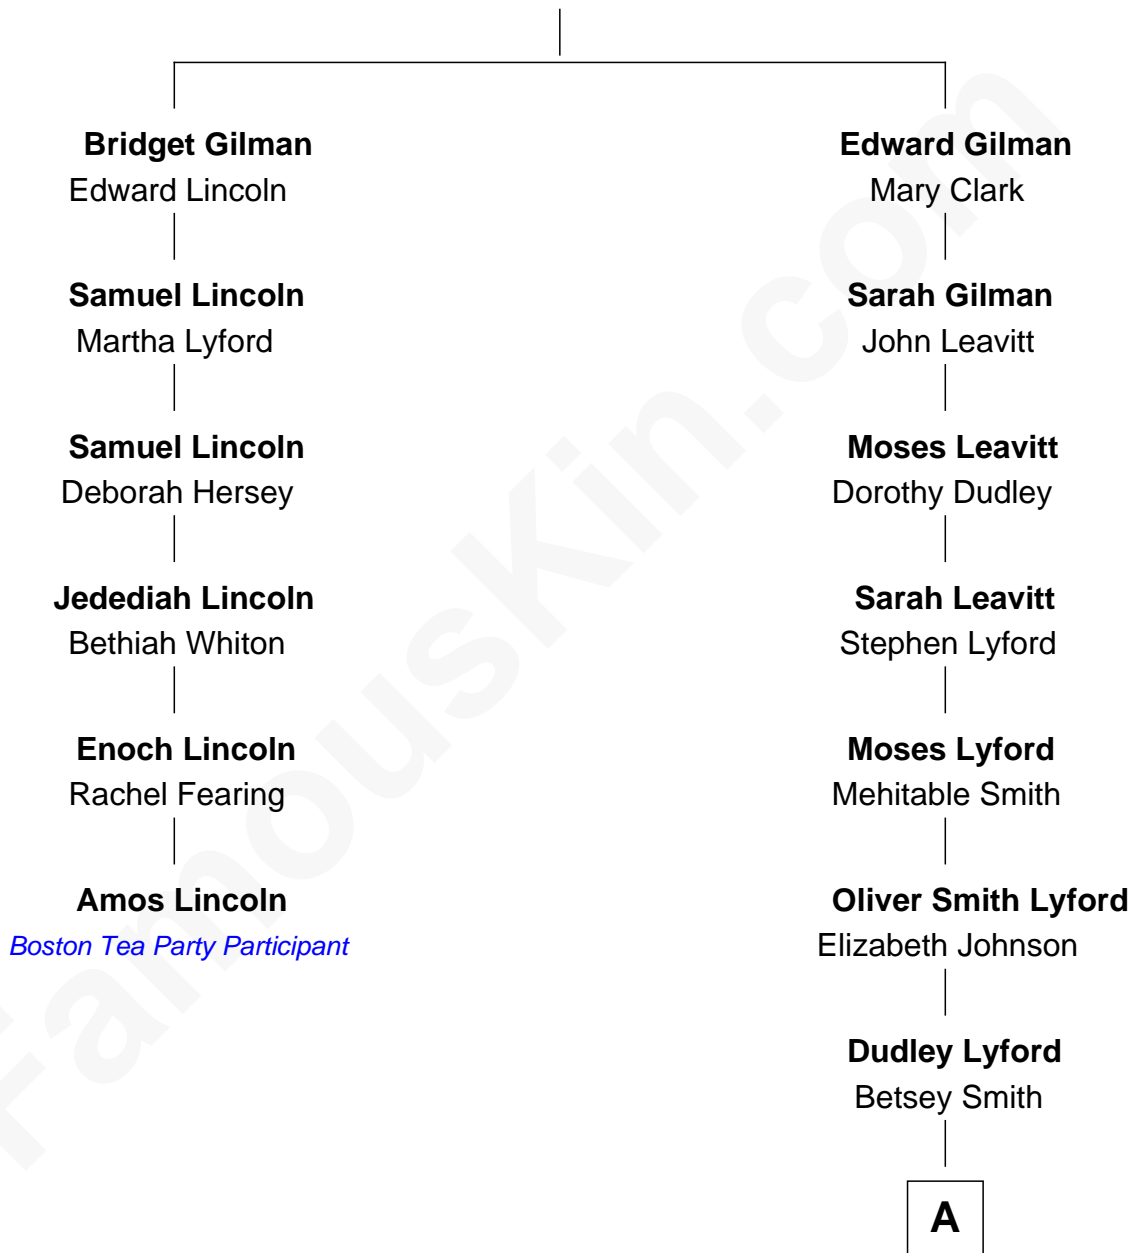 Bridget Gilman
Edward Lincoln
Samuel Lincoln
Martha Lyford
Samuel Lincoln
Deborah Hersey
Jedediah Lincoln
Bethiah Whiton
Enoch Lincoln
Rachel Fearing
Amos Lincoln
Boston Tea Party Participant
Edward Gilman
Mary Clark
Sarah Gilman
John Leavitt
Moses Leavitt
Dorothy Dudley
Sarah Leavitt
Stephen Lyford
Moses Lyford
Mehitable Smith
Oliver Smith Lyford
Elizabeth Johnson
Dudley Lyford
Betsey Smith
A
FamousKin.com